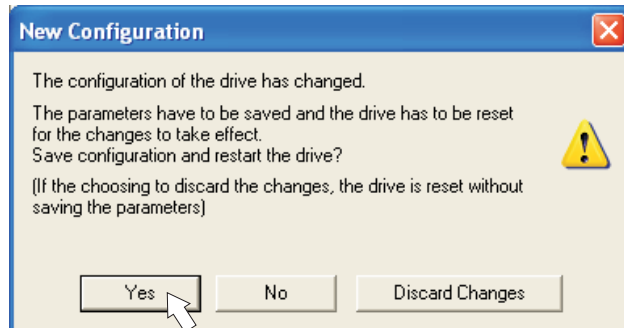 New Configuration
The configuration of the drive has changed.
The parameters have to be saved and the drive has to be reset
for the changes to take effect.
Save configuration and restart the drive?
(If the choosing to discard the changes, the drive is reset without
saving the parameters)
Yes
No
Discard Changes